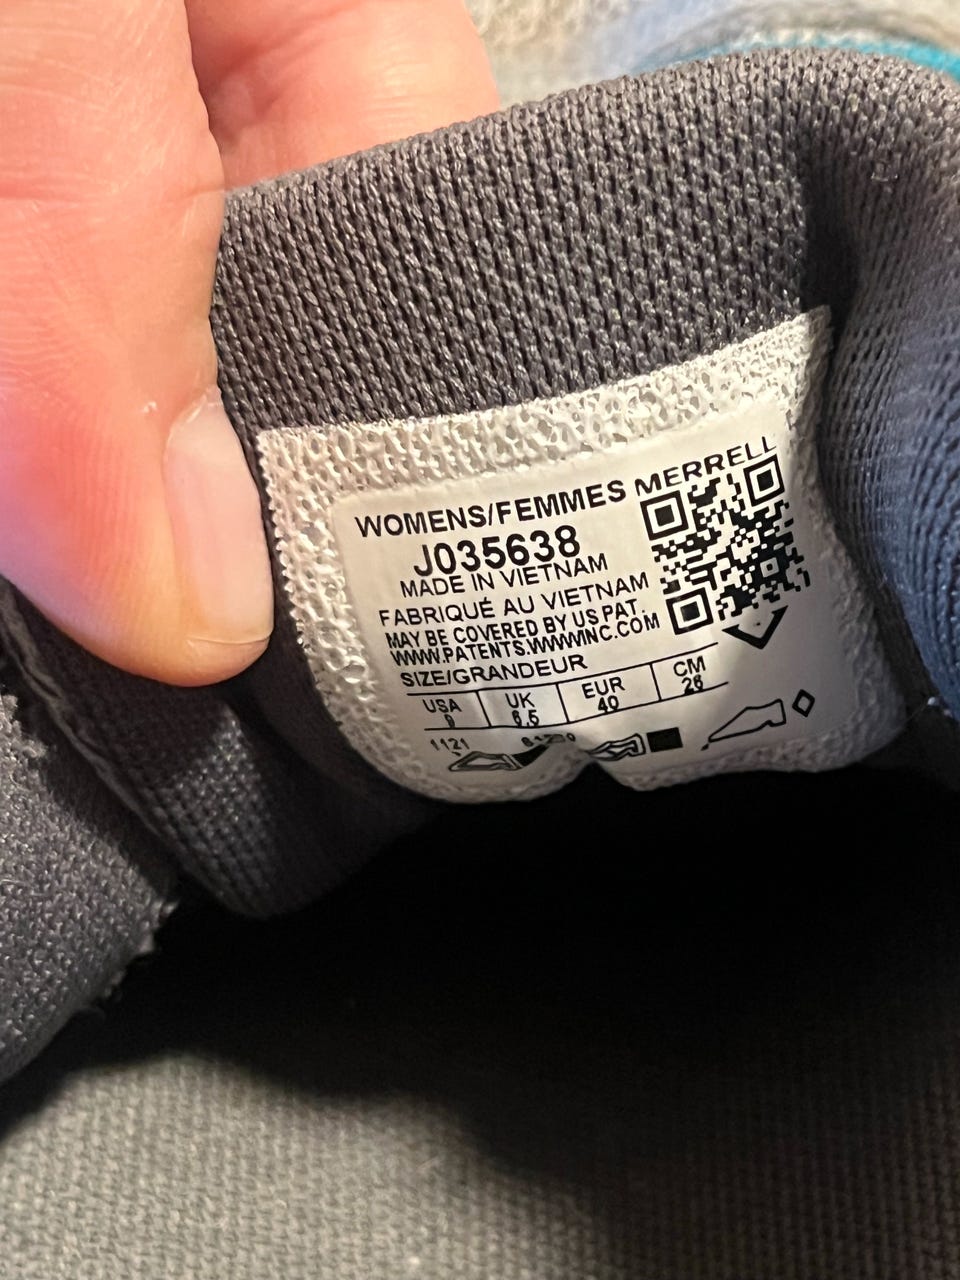 WOMENS/FEMMES MERRELL
J035638
MADE IN VIETNAM
FABRIQUÉ AU VIETNAM
MAY BE COVERED BY US PAT.
WWW.PATENTS.WWWINC.COM
SIZE/GRANDEUR
USA UK EUR CM
9 6.5 40 26
1121